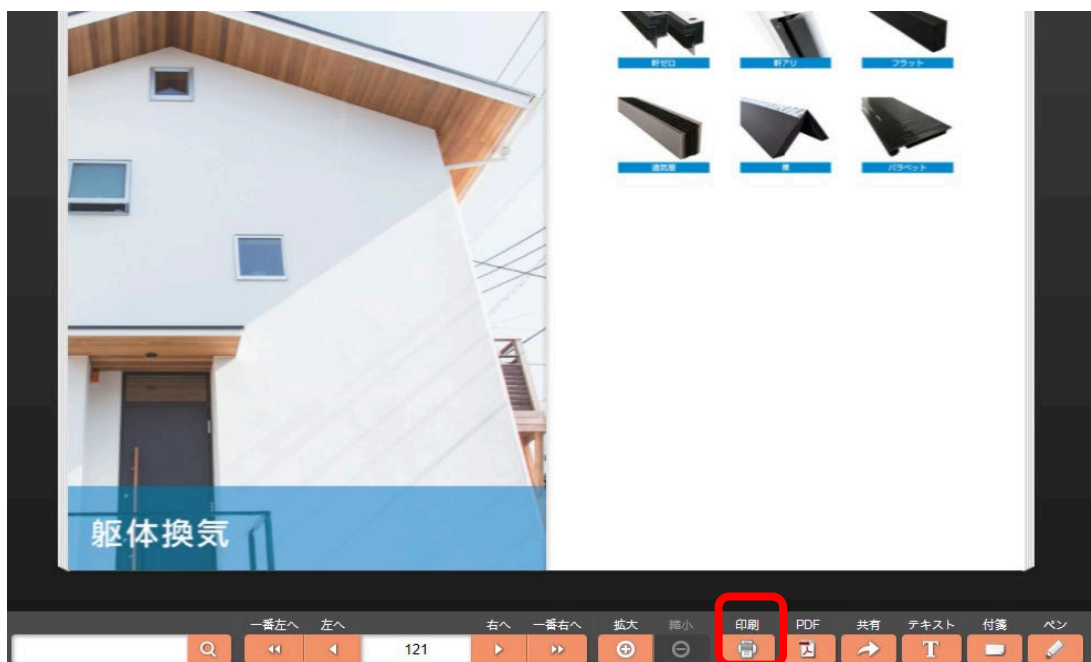 軒ゼロ
軒アリ
フラット
通気層
棟
パラペット
躯体換気
一番左へ 左へ 右へ 一番右へ 拡大 縮小 印刷 PDF 共有 テキスト 付箋 ペン
121
T